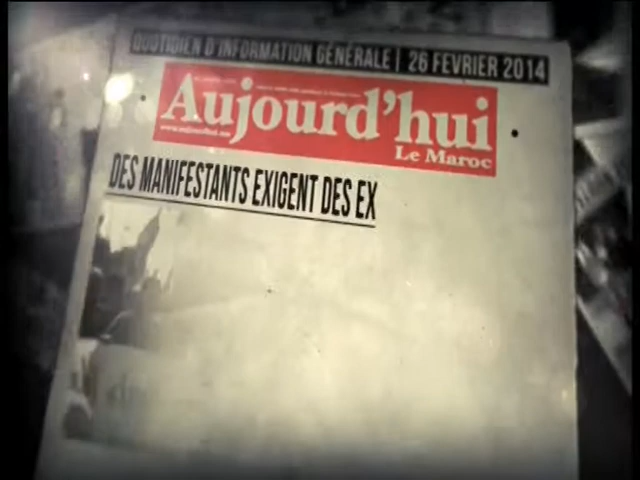 QUOTIDIEN D'INFORMATION GÉNÉRALE | 26 FEVRIER 2014
Aujourd'hui
Le Maroc
DES MANIFESTANTS EXIGENT DES EX